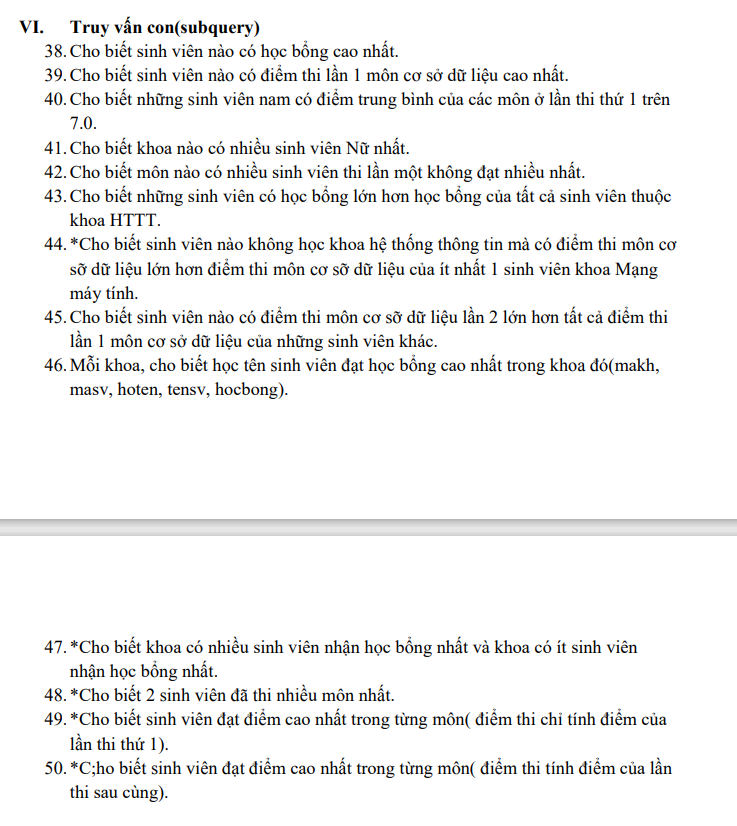 VI. Truy vấn con(subquery)
38. Cho biết sinh viên nào có học bổng cao nhất.
39. Cho biết sinh viên nào có điểm thi lần 1 môn cơ sở dữ liệu cao nhất.
40. Cho biết những sinh viên nam có điểm trung bình của các môn ở lần thi thứ 1 trên
7.0.
41. Cho biết khoa nào có nhiều sinh viên Nữ nhất.
42. Cho biết môn nào có nhiều sinh viên thi lần một không đạt nhiều nhất.
43. Cho biết những sinh viên có học bổng lớn hơn học bổng của tất cả sinh viên thuộc
khoa HTTT.
44. *Cho biết sinh viên nào không học khoa hệ thống thông tin mà có điểm thi môn cơ
sỡ dữ liệu lớn hơn điểm thi môn cơ sỡ dữ liệu của ít nhất 1 sinh viên khoa Mạng
máy tính.
45. Cho biết sinh viên nào có điểm thi môn cơ sỡ dữ liệu lần 2 lớn hơn tất cả điểm thi
lần 1 môn cơ sở dữ liệu của những sinh viên khác.
46. Mỗi khoa, cho biết học tên sinh viên đạt học bổng cao nhất trong khoa đó(makh,
masv, hoten, tensv, hocbong).
47. *Cho biết khoa có nhiều sinh viên nhận học bổng nhất và khoa có ít sinh viên
nhận học bổng nhất.
48. *Cho biết 2 sinh viên đã thi nhiều môn nhất.
49. *Cho biết sinh viên đạt điểm cao nhất trong từng môn( điểm thi chỉ tính điểm của
lần thi thứ 1).
50. *C;ho biết sinh viên đạt điểm cao nhất trong từng môn( điểm thi tính điểm của lần
thi sau cùng).